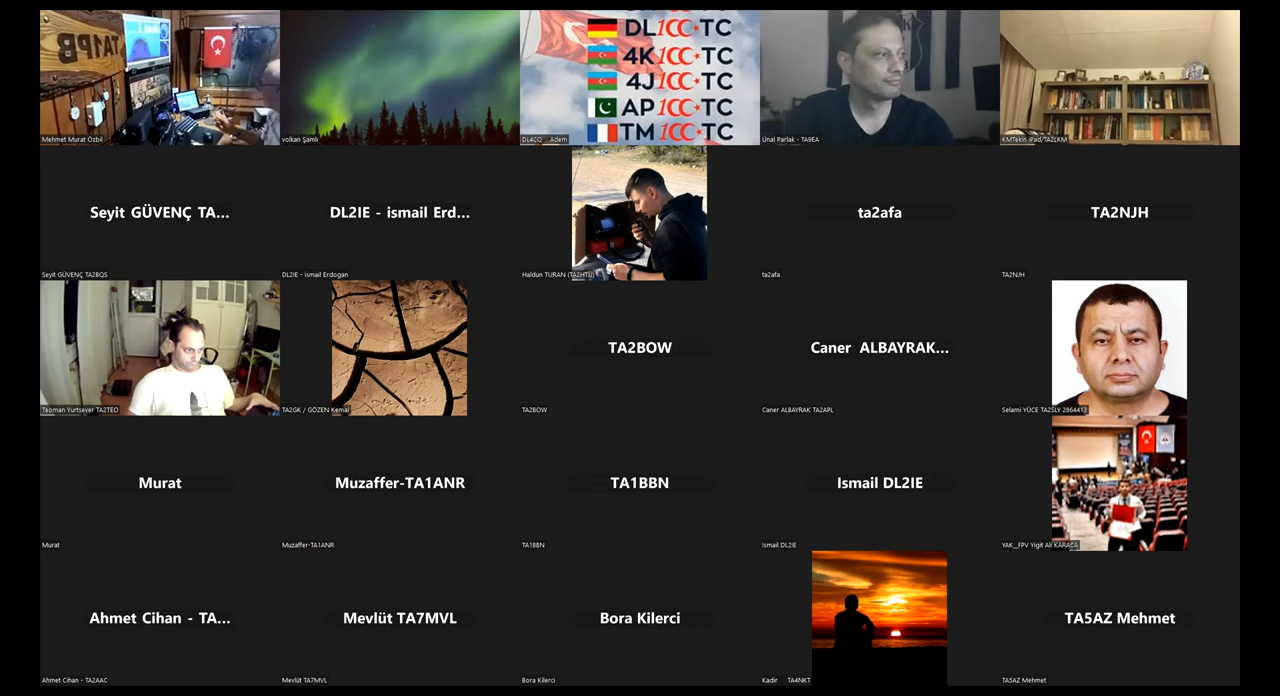 TA1PB
Mehmet Murat Özbil
volkan Şamlı
DL100TC
4K100TC
4J100TC
AP100TC
TM100TC
DL4CQ Adem
Ünal Parlak - TA9EA
KMTekin iPad/TA2LKM
Seyit GÜVENÇ TA...
Seyit GÜVENÇ TA2BQS
DL2IE - ismail Erd...
DL2IE - ismail Erdogan
Haldun TURAN (TA2HTU)
ta2afa
ta2afa
TA2NJH
TA2NJH
Teoman Yurtsever TA2TEO
TA2GK / GÖZEN Kemal
TA2BOW
TA2BOW
Caner ALBAYRAK...
Caner ALBAYRAK TA2APL
Selami YÜCE TA2SLY 2864413
Murat
Murat
Muzaffer-TA1ANR
Muzaffer-TA1ANR
TA1BBN
TA1BBN
Ismail DL2IE
Ismail DL2IE
YAK__FPV Yigit Ali KARACA
Ahmet Cihan - TA...
Ahmet Cihan - TA2AAC
Mevlüt TA7MVL
Mevlüt TA7MVL
Bora Kilerci
Bora Kilerci
Kadir TA4NKT
TA5AZ Mehmet
TA5AZ Mehmet